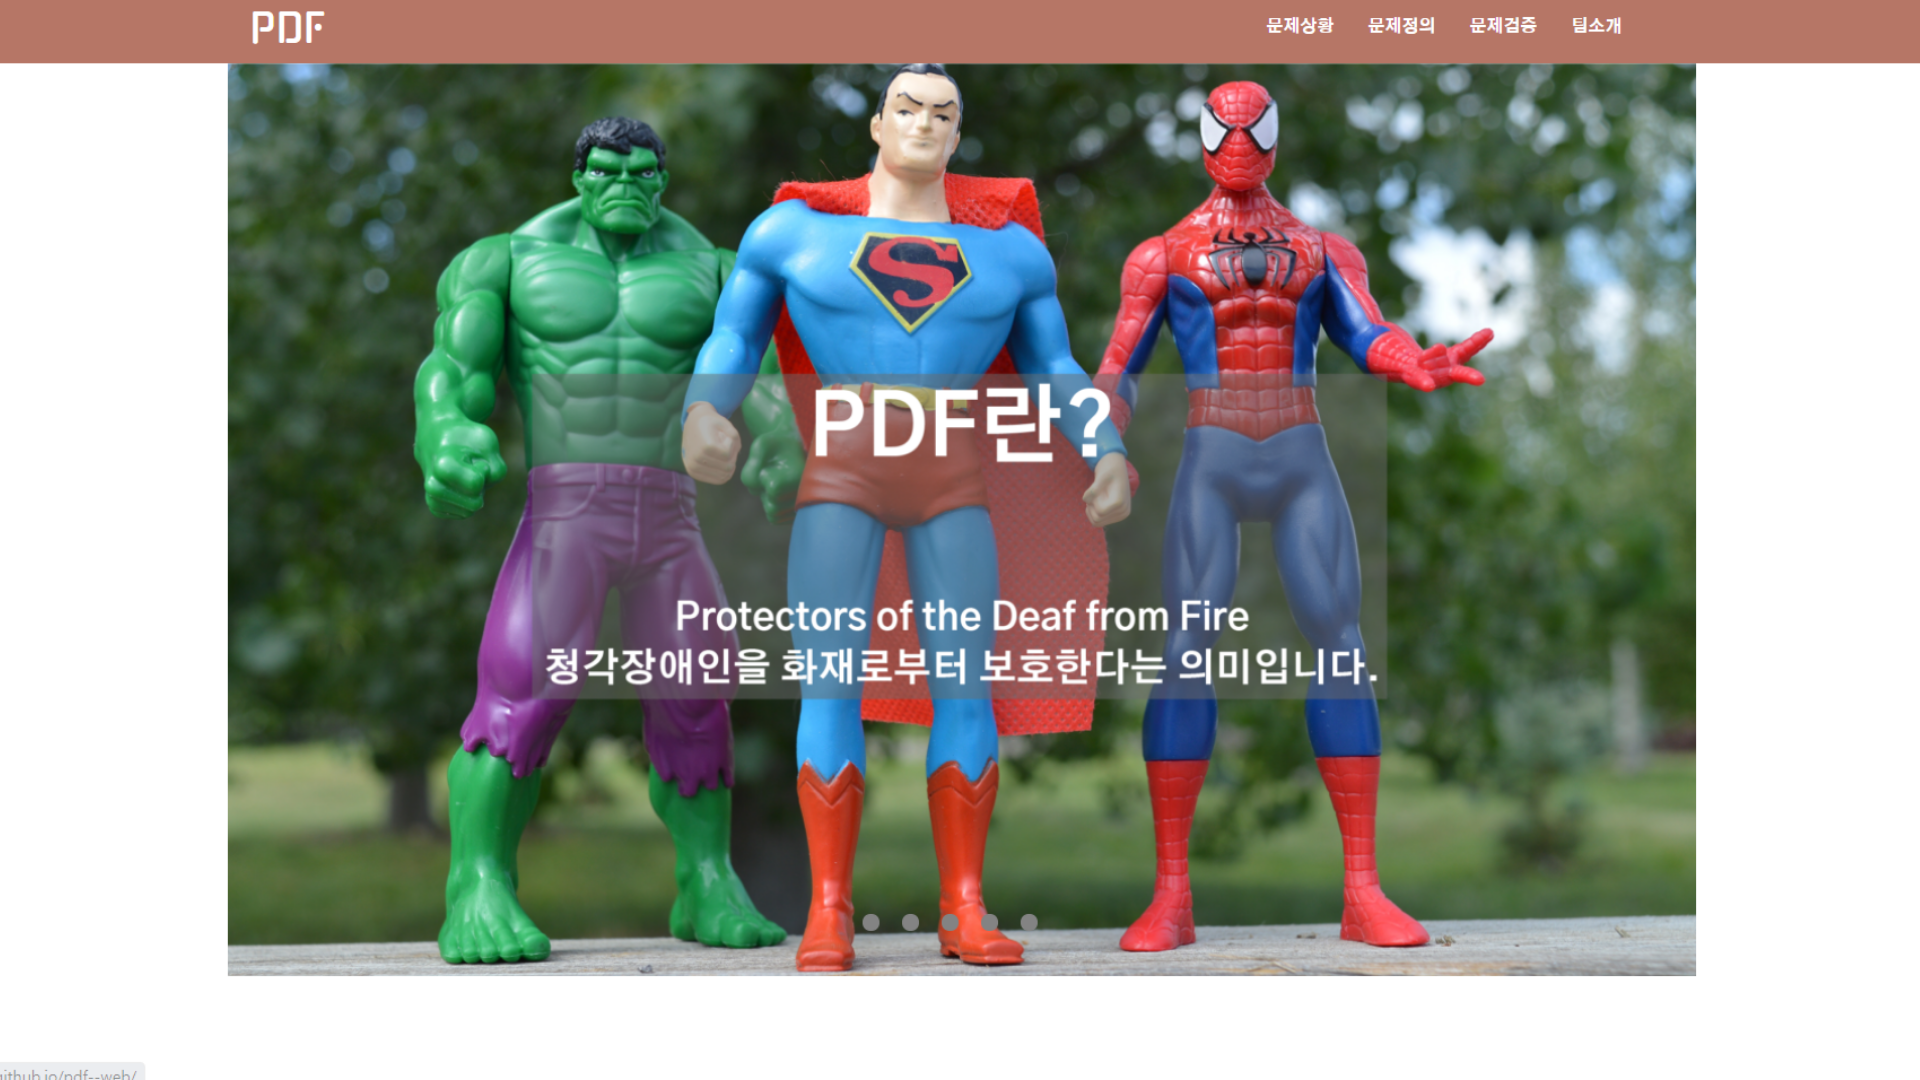 PDF
문제상황 문제정의 문제검증 팀소개
S
PDF란?
Protectors of the Deaf from Fire
청각장애인을 화재로부터 보호한다는 의미입니다.
github.io/pdf--web/